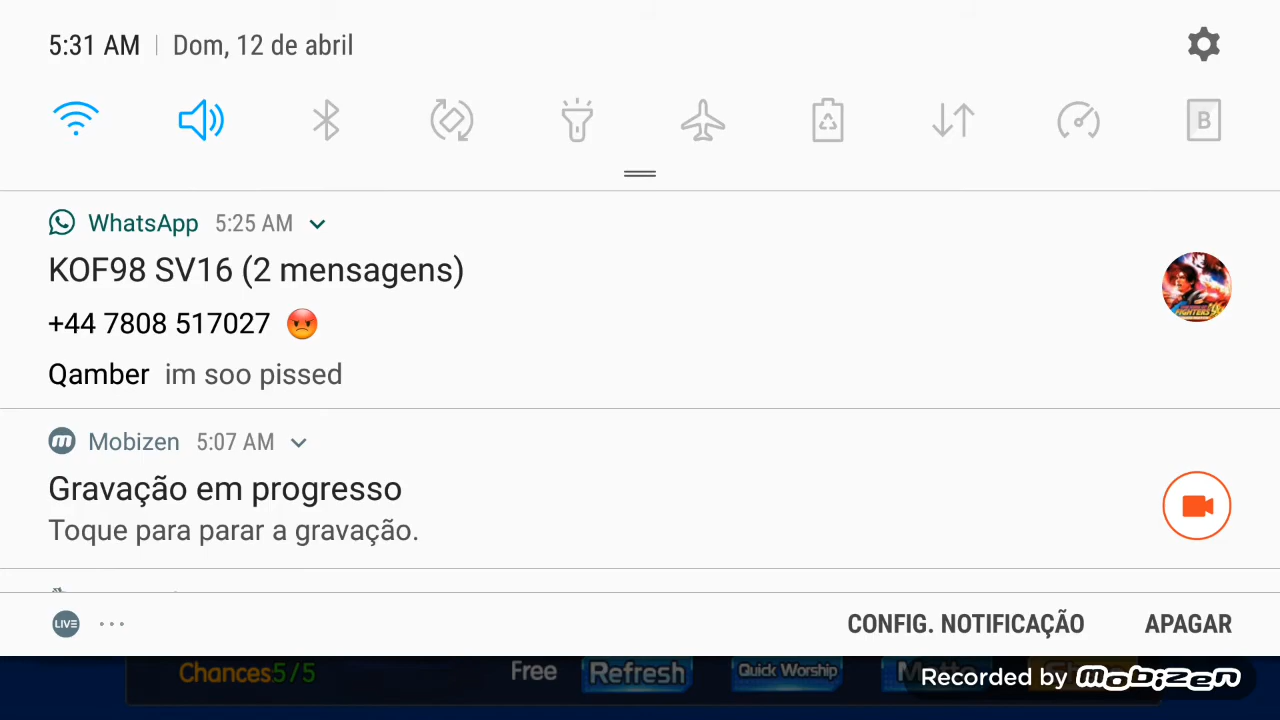 5:31 AM | Dom, 12 de abril
B
WhatsApp 5:25 AM
KOF98 SV16 (2 mensagens)
+44 7808 517027 😡
Qamber im soo pissed
Mobizen 5:07 AM
Gravação em progresso
Toque para parar a gravação.
LIVE ...
CONFIG. NOTIFICAÇÃO APAGAR
Chances:5/5 Free Refresh Quick Worship
Recorded by mobizen